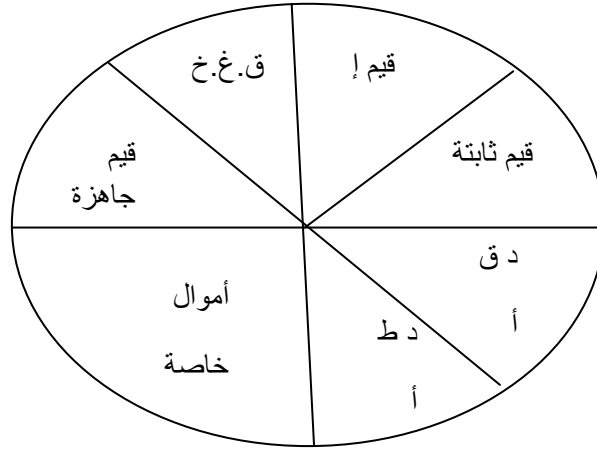 قيم إ
ق.غ.خ
قيم ثابتة
قيم
جاهزة
د ق
أ
أموال
خاصة
د ط
أ